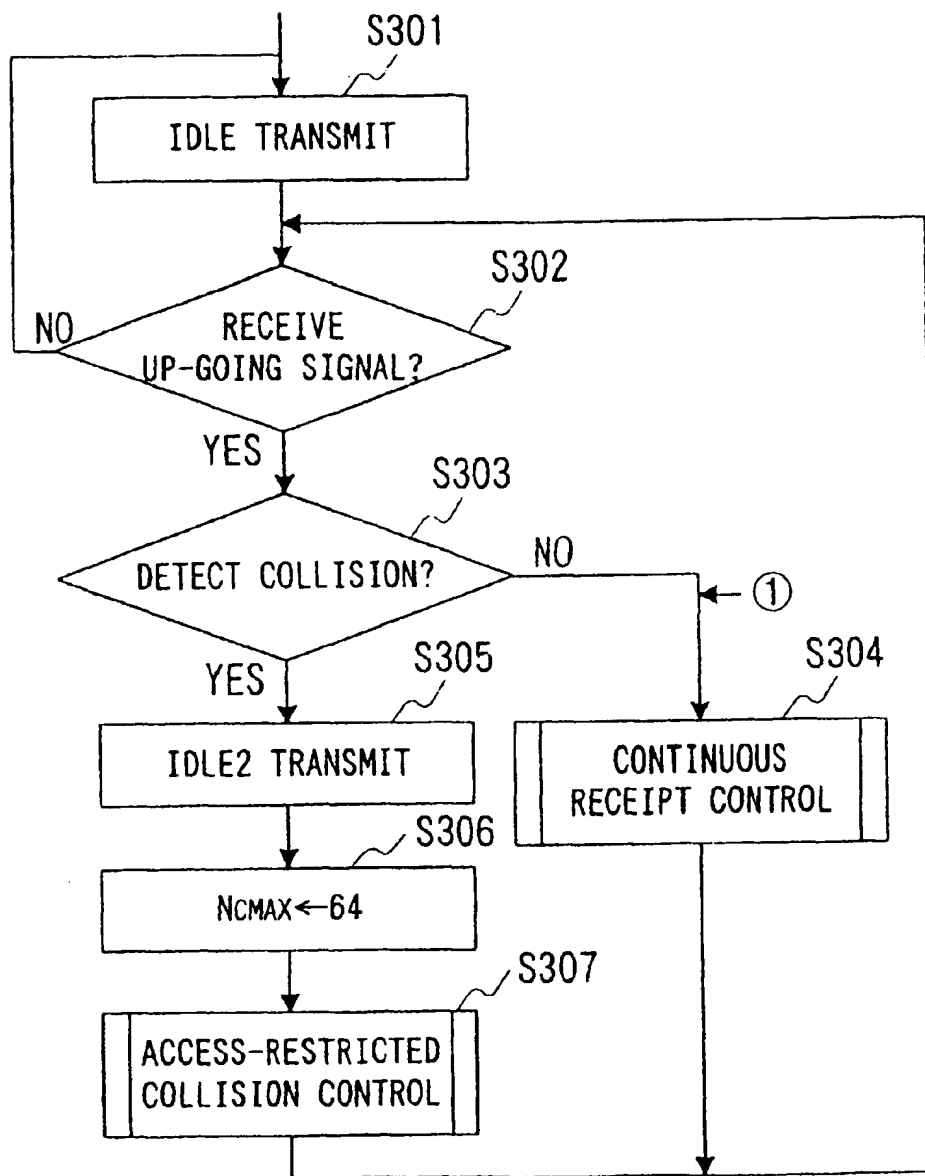 S301
IDLE TRANSMIT
S302
NO
RECEIVE
UP-GOING SIGNAL?
YES
S303
DETECT COLLISION?
NO
①
YES
S305
S304
IDLE2 TRANSMIT
CONTINUOUS
RECEIPT CONTROL
S306
NCMAX←64
S307
ACCESS-RESTRICTED
COLLISION CONTROL